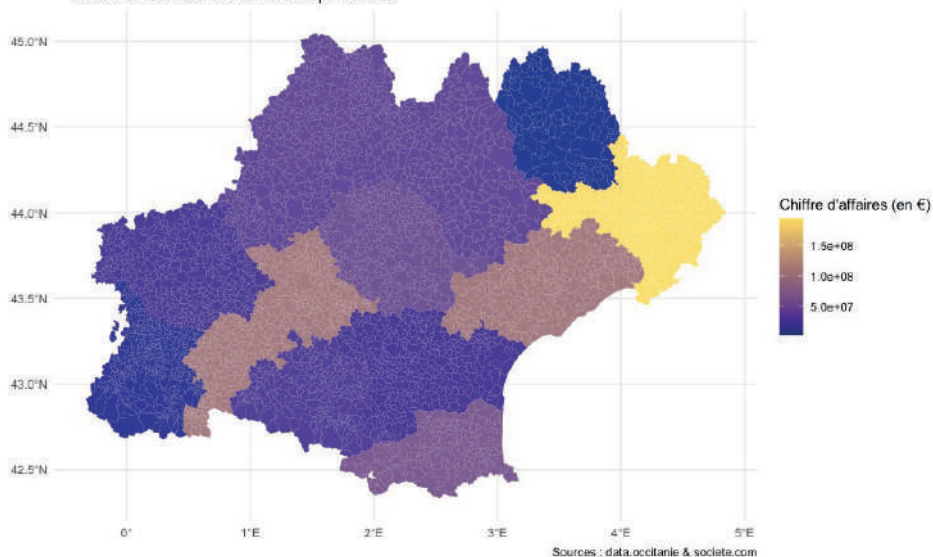 45.0°N
44.5°N
44.0°N
43.5°N
43.0°N
42.5°N
0°
1°E
2°E
3°E
4°E
5°E
Chiffre d'affaires (en €)
1.5e+08
1.0e+08
5.0e+07
Sources : data.occitanie & societe.com